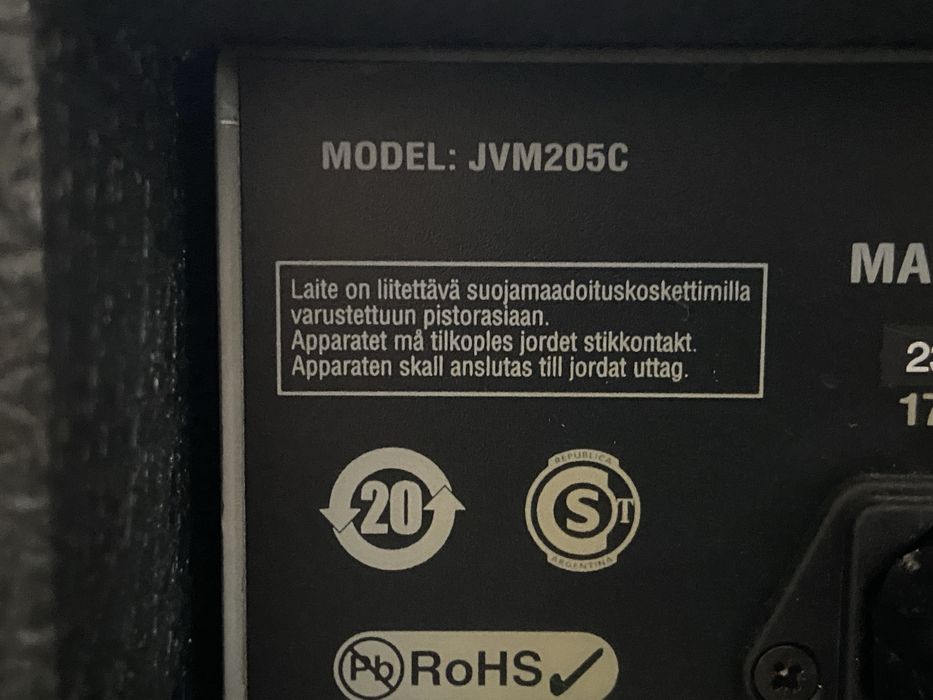 MODEL: JVM205C
MA
Laite on liitettävä suojamaadoituskoskettimilla
varustettuun pistorasiaan.
Apparatet må tilkoples jordet stikkontakt.
Apparaten skall anslutas till jordat uttag.
23
17
20
REPUBLICA
S T
ARGENTINA
Pb RoHS